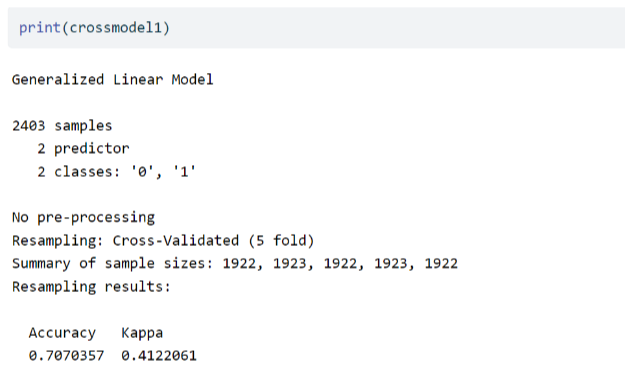 print(crossmodel1)
Generalized Linear Model
2403 samples
2 predictor
2 classes: '0', '1'
No pre-processing
Resampling: Cross-Validated (5 fold)
Summary of sample sizes: 1922, 1923, 1922, 1923, 1922
Resampling results:
Accuracy Kappa
0.7070357 0.4122061